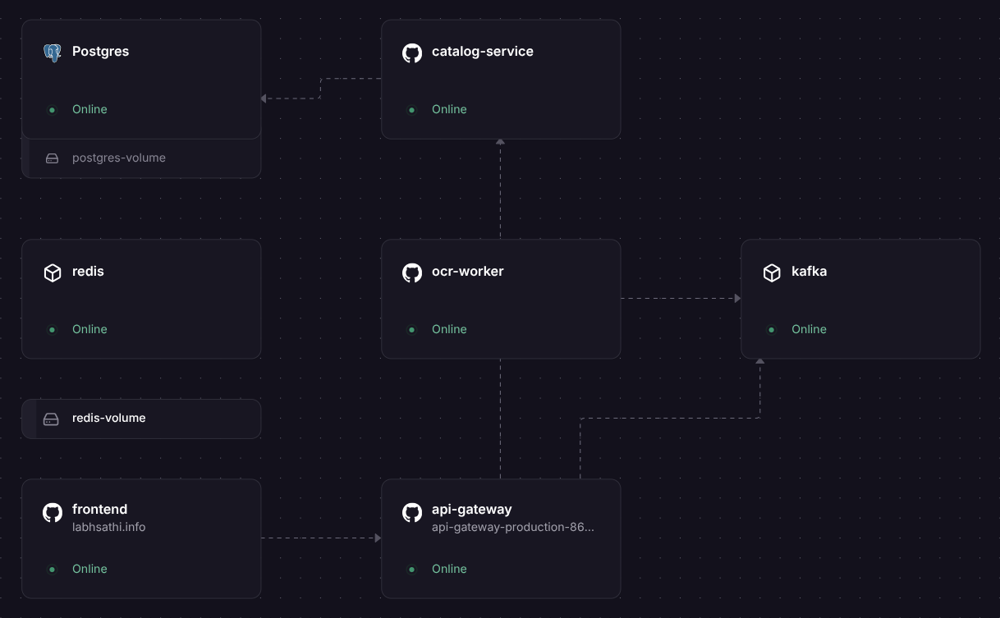 Postgres
Online
postgres-volume
catalog-service
Online
redis
Online
ocr-worker
Online
kafka
Online
redis-volume
frontend
labhsathi.info
Online
api-gateway
api-gateway-production-86...
Online